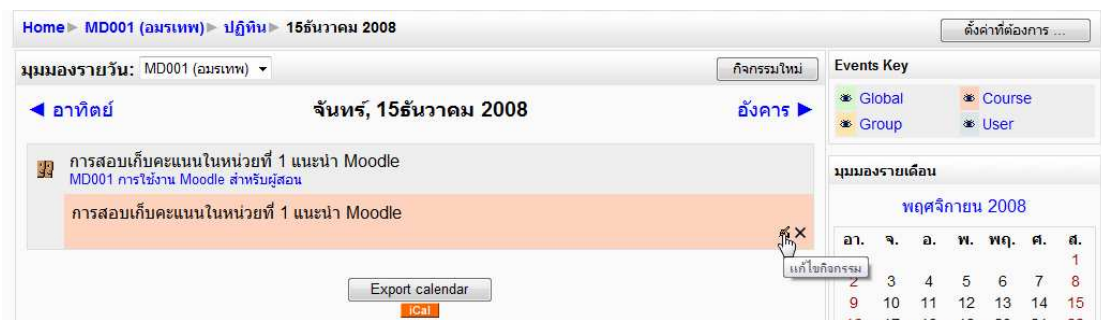 Home ► MD001 (อมรเทพ) ► ปฏิทิน ► 15ธันวาคม 2008
ตั้งค่าที่ต้องการ ...
มุมมองรายวัน: MD001 (อมรเทพ)
กิจกรรมใหม่
◄ อาทิตย์
จันทร์, 15ธันวาคม 2008
อังคาร ►
การสอบเก็บคะแนนในหน่วยที่ 1 แนะนำ Moodle
MD001 การใช้งาน Moodle สำหรับผู้สอน
การสอบเก็บคะแนนในหน่วยที่ 1 แนะนำ Moodle
แก้ไขกิจกรรม
Export calendar
iCal
Events Key
Global Course
Group User
มุมมองรายเดือน
พฤศจิกายน 2008
อา. จ. อ. พ. พฤ. ศ. ส.
1
2 3 4 5 6 7 8
9 10 11 12 13 14 15